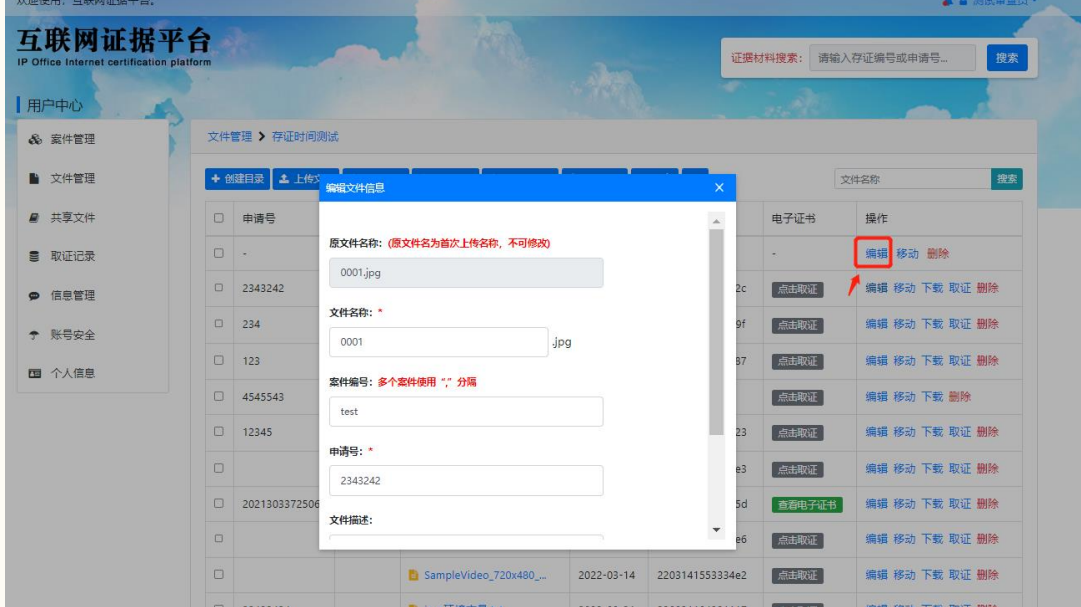 欢迎使用，互联网证据平台。
互联网证据平台
IP Office Internet certification platform
证据材料搜索： 请输入存证编号或申请号... 搜索
用户中心
案件管理
文件管理
共享文件
取证记录
信息管理
账号安全
个人信息
文件管理 存证时间测试
创建目录 上传
文件名称 搜索
编辑文件信息
原文件名称：(原文件名为首次上传名称，不可修改)
0001.jpg
文件名称：*
0001 .jpg
案件编号：多个案件使用“,”分隔
test
申请号：*
2343242
文件描述：
申请号 电子证书 操作
- - 编辑 移动 删除
2343242 2c 点击取证 编辑 移动 下载 取证 删除
234 9f 点击取证 编辑 移动 下载 取证 删除
123 87 点击取证 编辑 移动 下载 取证 删除
4545543 点击取证 编辑 移动 下载 删除
12345 23 点击取证 编辑 移动 下载 取证 删除
e3 点击取证 编辑 移动 下载 取证 删除
2021303372506 5d 查看电子证书 编辑 移动 下载 取证 删除
e6 点击取证 编辑 移动 下载 取证 删除
SampleVideo_720x480_... 2022-03-14 2203141553334e2 点击取证 编辑 移动 下载 取证 删除